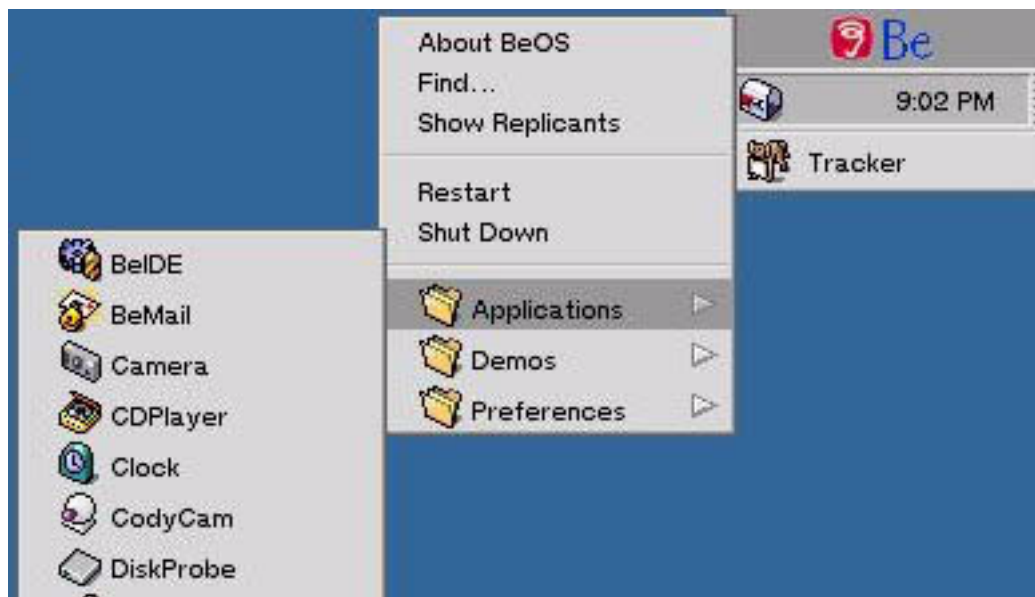 Be
9:02 PM
Tracker
About BeOS
Find...
Show Replicants
Restart
Shut Down
Applications
Demos
Preferences
BeIDE
BeMail
Camera
CDPlayer
Clock
CodyCam
DiskProbe